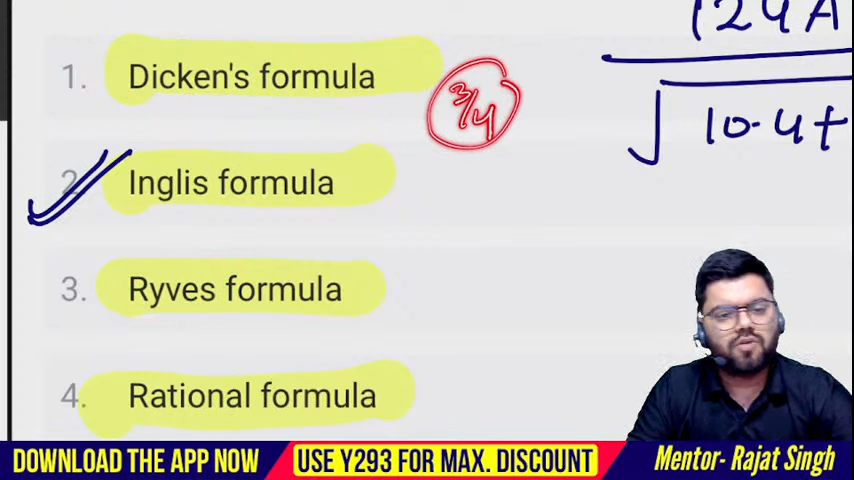 1. Dicken's formula
3/4
124A
√10.4+
2. Inglis formula
3. Ryves formula
4. Rational formula
DOWNLOAD THE APP NOW USE Y293 FOR MAX. DISCOUNT Mentor- Rajat Singh